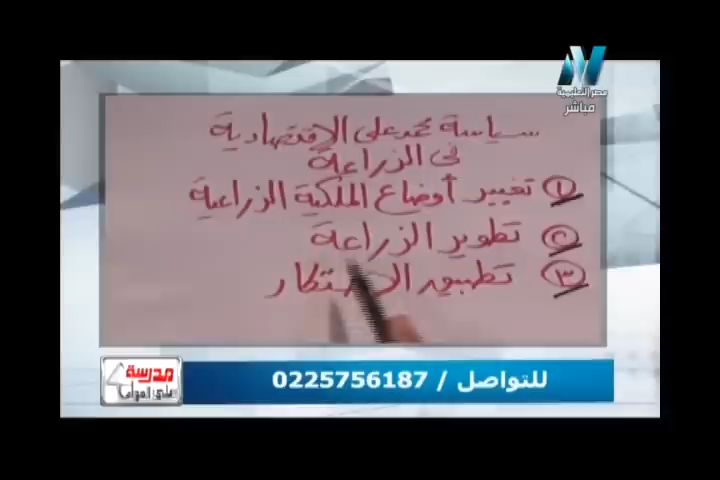 مصر التعليمية
مباشر
سياسة محمد على الاقتصادية
فى الزراعة
١ تغيير أوضاع الملكية الزراعية
٢ تطوير الزراعة
٣ تطبيق الاحتكار
للتواصل / 0225756187
مدرسة
على الهواء